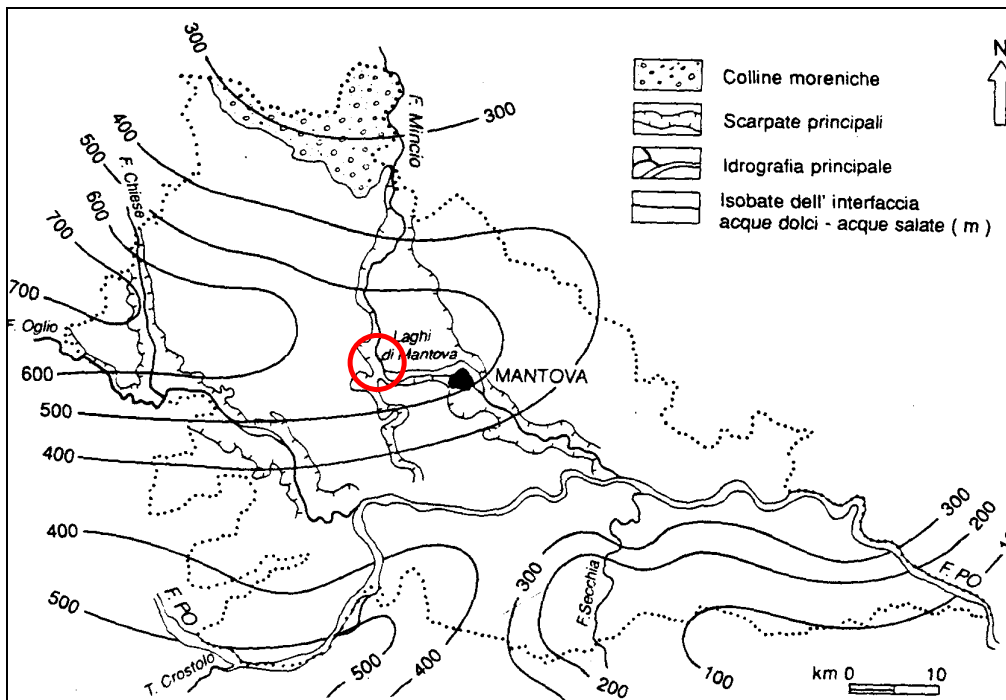 300
300
N
400
500
600
700
700
F. Chiese
F. Mincio
Colline moreniche
Scarpate principali
Idrografia principale
Isobate dell' interfaccia
acque dolci - acque salate ( m )
F. Oglio
600
500
400
Laghi
di Mantova
MANTOVA
400
500
F. PO
T. Crostolo
500
400
300
200
F. Secchia
100
300
200
F. PO
km 0 10